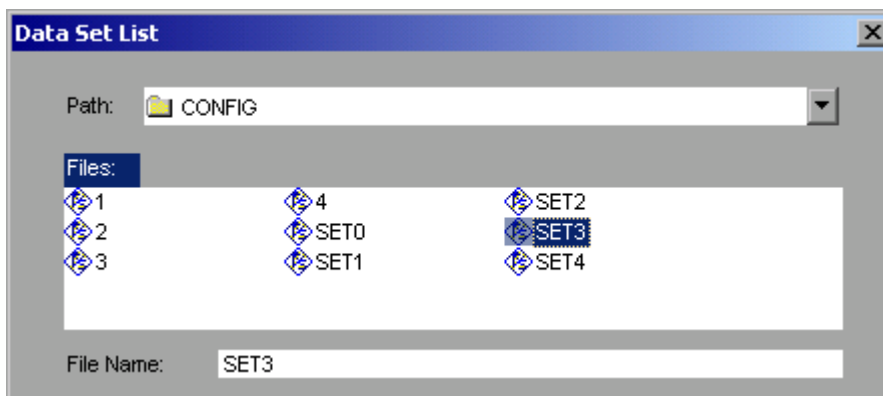 Data Set List
Path: CONFIG
Files:
1 4 SET2
2 SET0 SET3
3 SET1 SET4
File Name: SET3